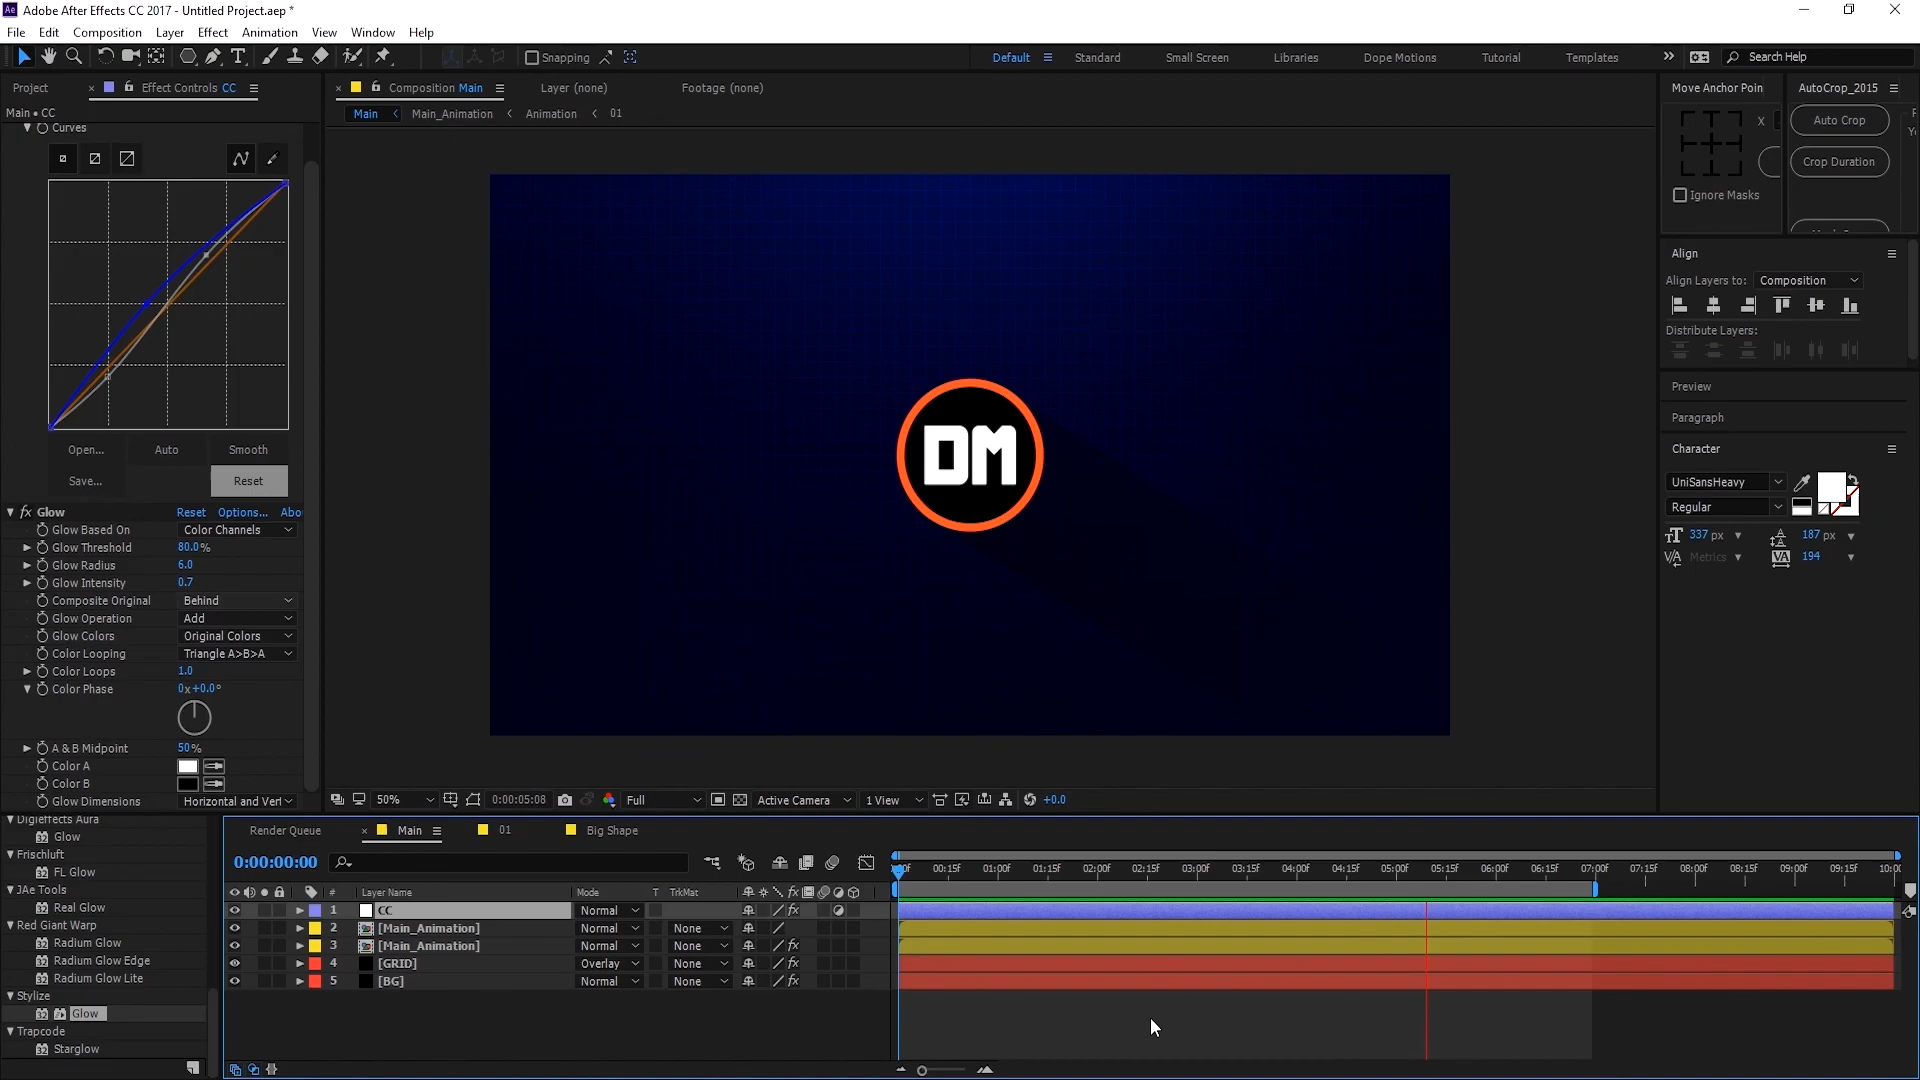 Adobe After Effects CC 2017 - Untitled Project.aep *
File Edit Composition Layer Effect Animation View Window Help
Snapping
Default Standard Small Screen Libraries Dope Motions Tutorial Templates Search Help
Project Effect Controls CC Composition Main Layer (none) Footage (none) Move Anchor Poin AutoCrop_2015
Main • CC
Main Main_Animation Animation 01
Curves
X Auto Crop
Crop Duration
Ignore Masks
Align
Align Layers to: Composition
Distribute Layers:
Preview
Paragraph
Character
UniSansHeavy
Regular
337 px 187 px
Metrics 194
DM
Open... Auto Smooth
Save... Reset
fx Glow Reset Options... Abo
Glow Based On Color Channels
Glow Threshold 80.0%
Glow Radius 6.0
Glow Intensity 0.7
Composite Original Behind
Glow Operation Add
Glow Colors Original Colors
Color Looping Triangle A>B>A
Color Loops 1.0
Color Phase 0x+0.0°
A & B Midpoint 50%
Color A
Color B
Glow Dimensions Horizontal and Vert
50% 0:00:05:08 Full Active Camera 1 View +0.0
Digieffects Aura
Glow
Frischluft
FL Glow
JAe Tools
Real Glow
Red Giant Warp
Radium Glow
Radium Glow Edge
Radium Glow Lite
Stylize
Glow
Trapcode
Starglow
Render Queue Main 01 Big Shape
0:00:00:00
00:15f 01:00f 01:15f 02:00f 02:15f 03:00f 03:15f 04:00f 04:15f 05:00f 05:15f 06:00f 06:15f 07:00f 07:15f 08:00f 08:15f 09:00f 09:15f 10:00
# Layer Name Mode T TrkMat
1 CC Normal
2 [Main_Animation] Normal None
3 [Main_Animation] Normal None
4 [GRID] Overlay None
5 [BG] Normal None